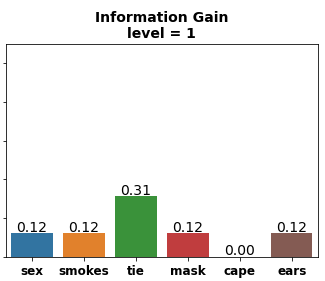 Information Gain
level = 1
0.12 0.12 0.31 0.12 0.00 0.12
sex smokes tie mask cape ears